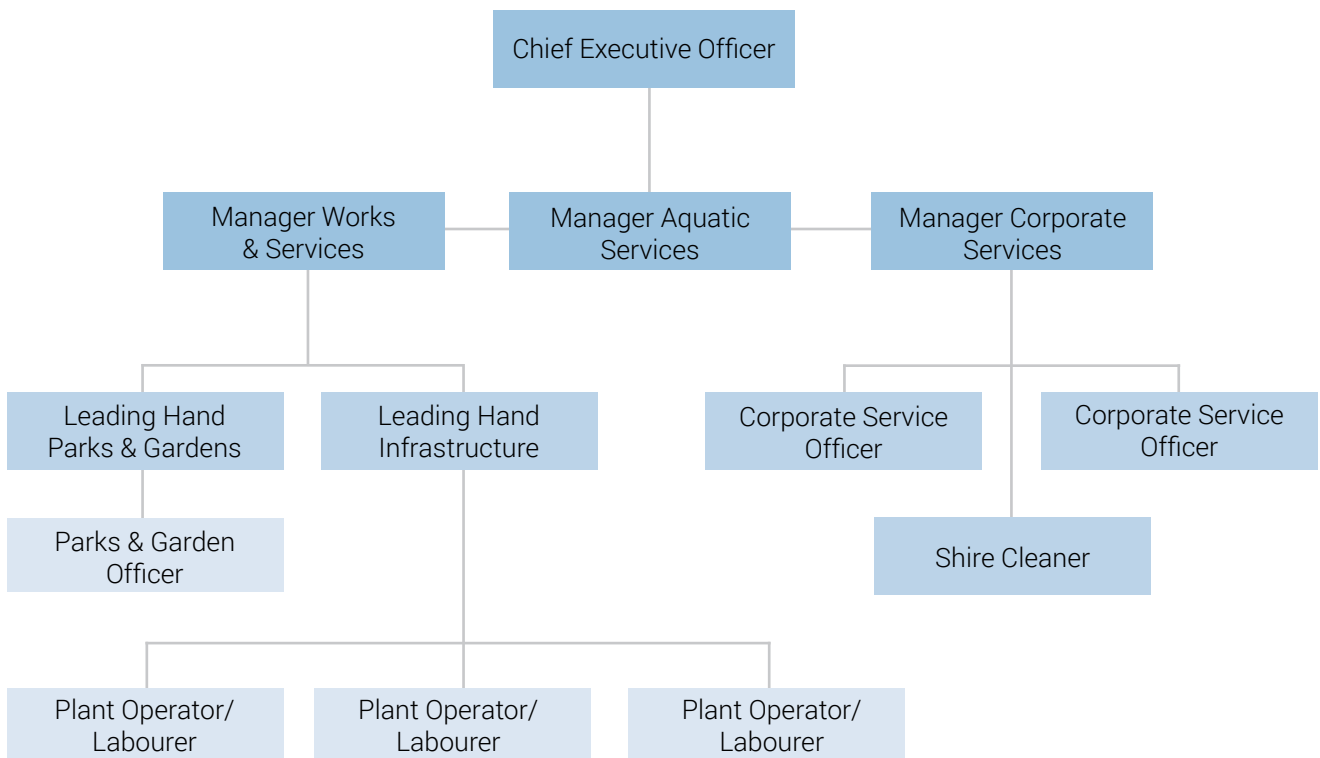 Chief Executive Officer
Manager Works
& Services
Manager Aquatic
Services
Manager Corporate
Services
Leading Hand
Parks & Gardens
Leading Hand
Infrastructure
Corporate Service
Officer
Corporate Service
Officer
Parks & Garden
Officer
Shire Cleaner
Plant Operator/
Labourer
Plant Operator/
Labourer
Plant Operator/
Labourer